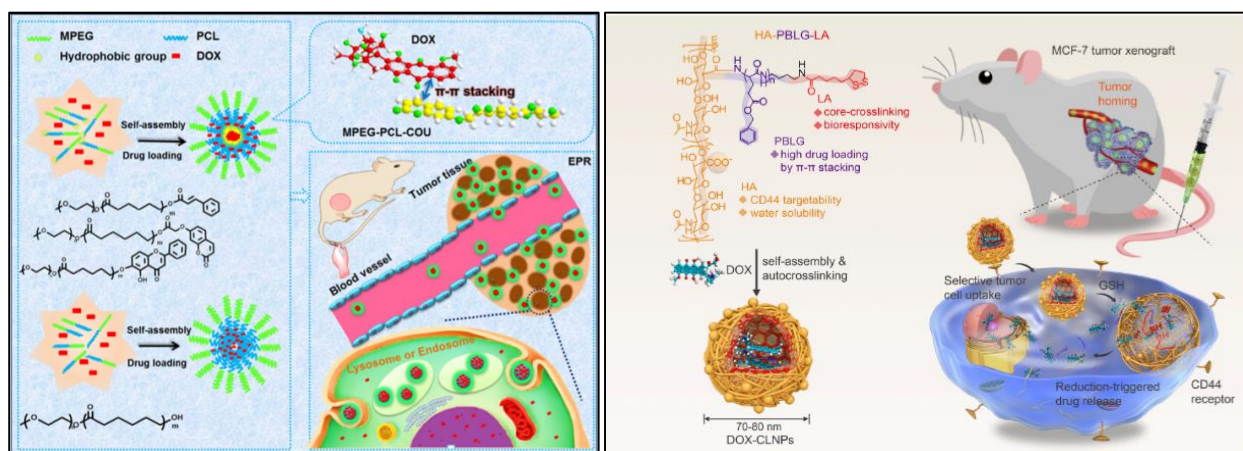 MPEG
PCL
Hydrophobic group
DOX
Self-assembly
Drug loading
Self-assembly
Drug loading
DOX
π-π stacking
MPEG-PCL-COU
Tumor tissue
EPR
Blood vessel
Lysosome or Endosome
HA-PBLG-LA
LA
core-crosslinking
bioresponsivity
PBLG
high drug loading
by π-π stacking
COO⁻
HA
CD44 targetability
water solubility
DOX
self-assembly &
autocrosslinking
70-80 nm
DOX-CLNPs
MCF-7 tumor xenograft
Tumor
homing
Selective tumor
cell uptake
GSH
Reduction-triggered
drug release
CD44
receptor